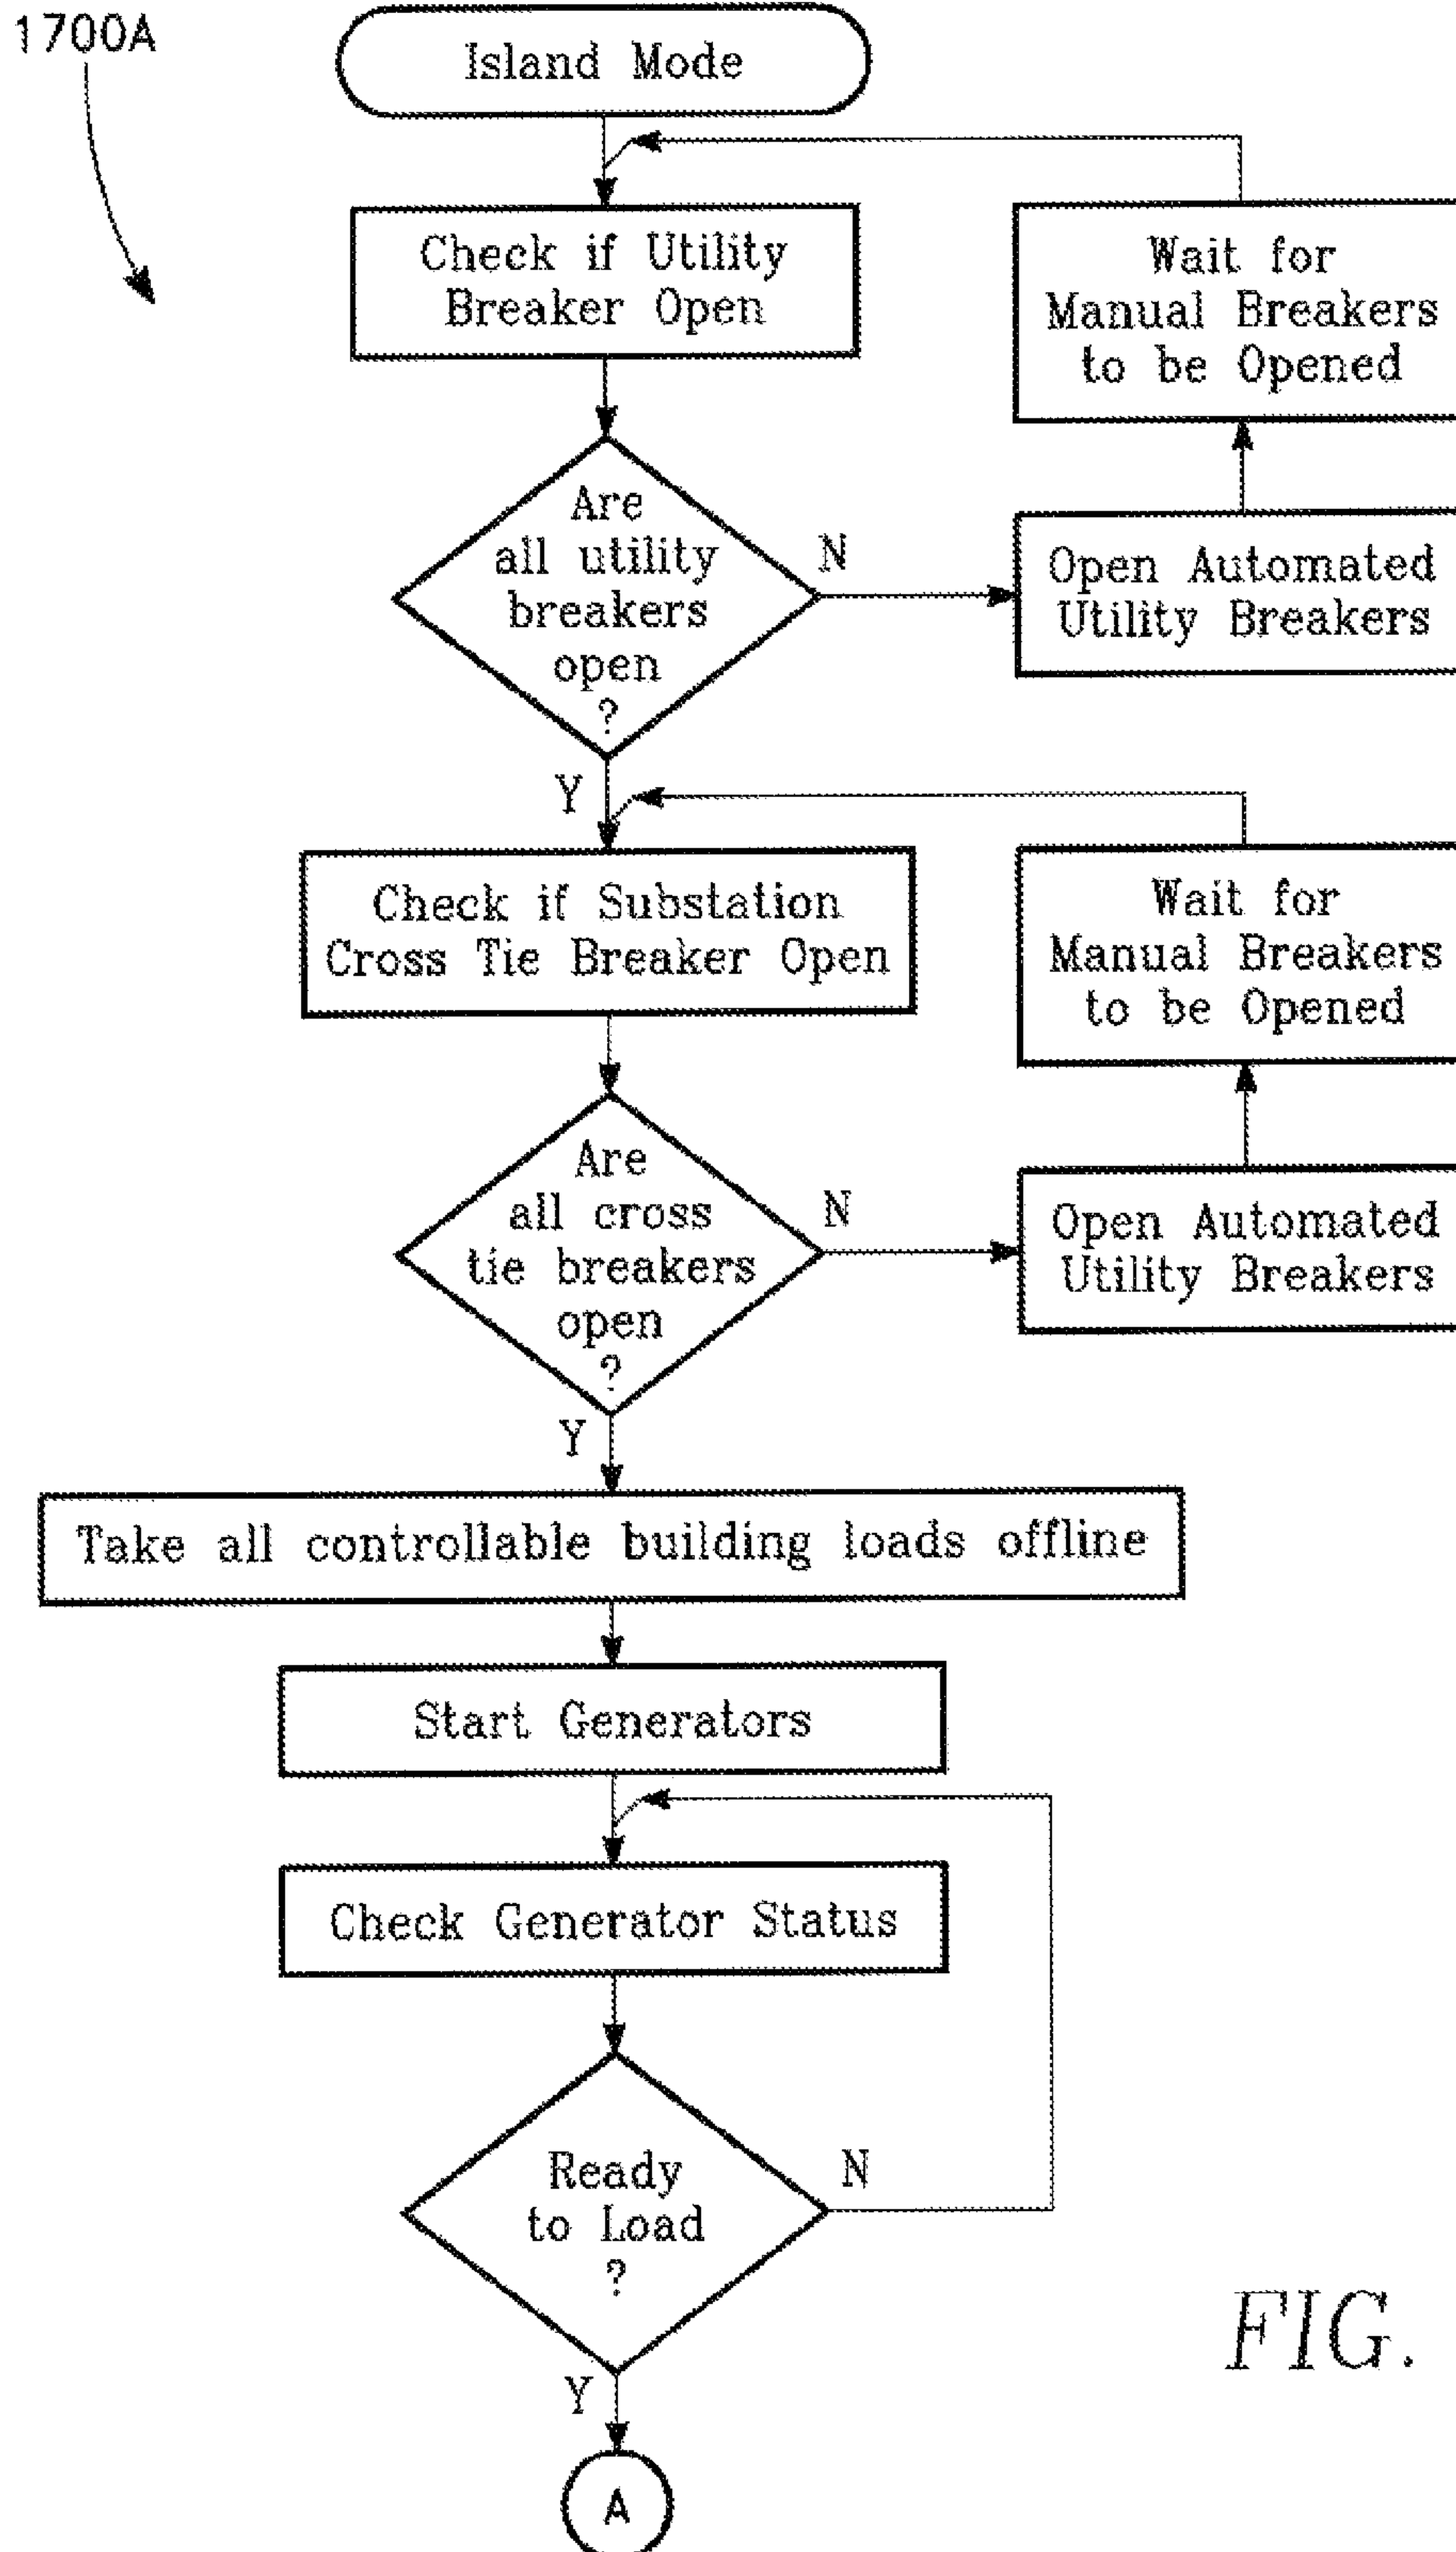 1700A
Island Mode
Check if Utility
Breaker Open
Wait for
Manual Breakers
to be Opened
Are
all utility
breakers
open
?
N
Open Automated
Utility Breakers
Y
Check if Substation
Cross Tie Breaker Open
Wait for
Manual Breakers
to be Opened
Are
all cross
tie breakers
open
?
N
Open Automated
Utility Breakers
Y
Take all controllable building loads offline
Start Generators
Check Generator Status
Ready
to Load
?
N
Y
A
FIG.